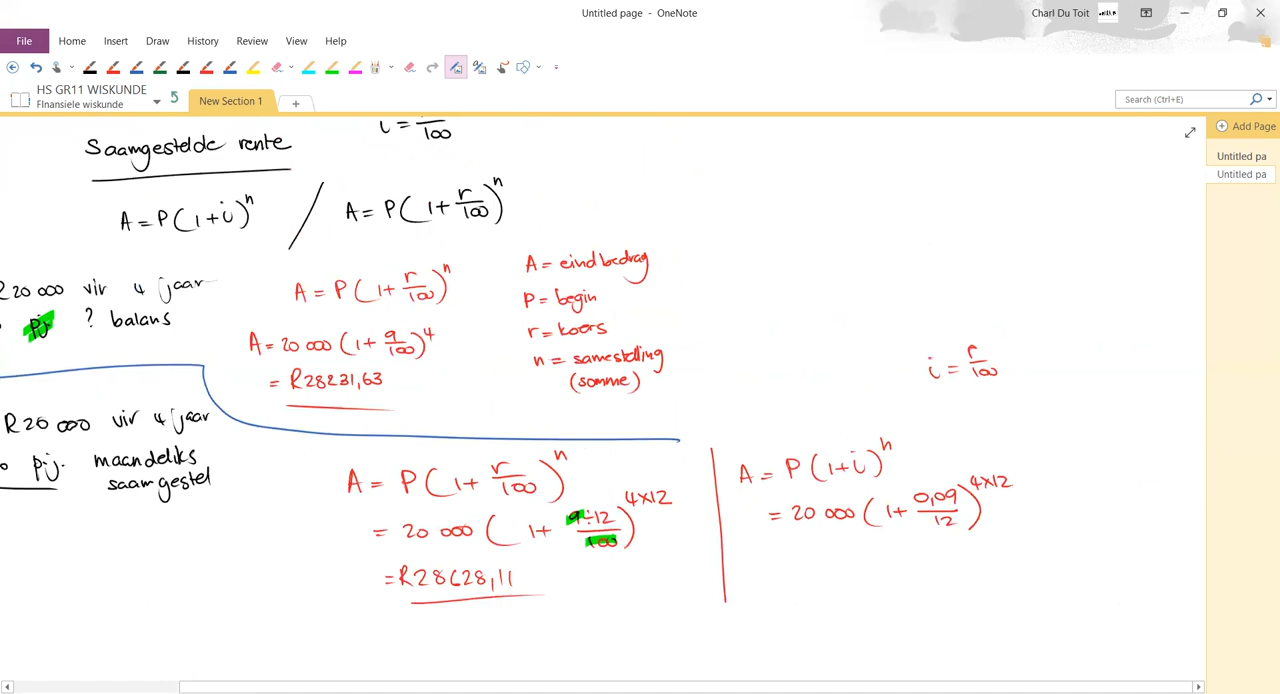 Untitled page - OneNote
Charl Du Toit
File Home Insert Draw History Review View Help
HS GR11 WISKUNDE
FInansiele wiskunde
New Section 1
+
Search (Ctrl+E)
Add Page
Untitled pa
Untitled pa
i = /100
Saamgestelde rente
A = P(1+i)^n / A = P(1+ r/100)^n
R20 000 vir 4 jaar
pj ? balans
A = P(1+ r/100)^n
A = 20 000 (1+ 9/100)^4
= R28231,63
A = eindbedrag
P = begin
r = koers
n = samestelling
(somme)
i = r/100
R20 000 vir 4 jaar
p.j. maandeliks
saamgestel
A = P(1+ r/100)^n
= 20 000 (1+ 9÷12/100)^4×12
= R28628,11
A = P(1+i)^n
= 20 000 (1+ 0,09/12)^4×12